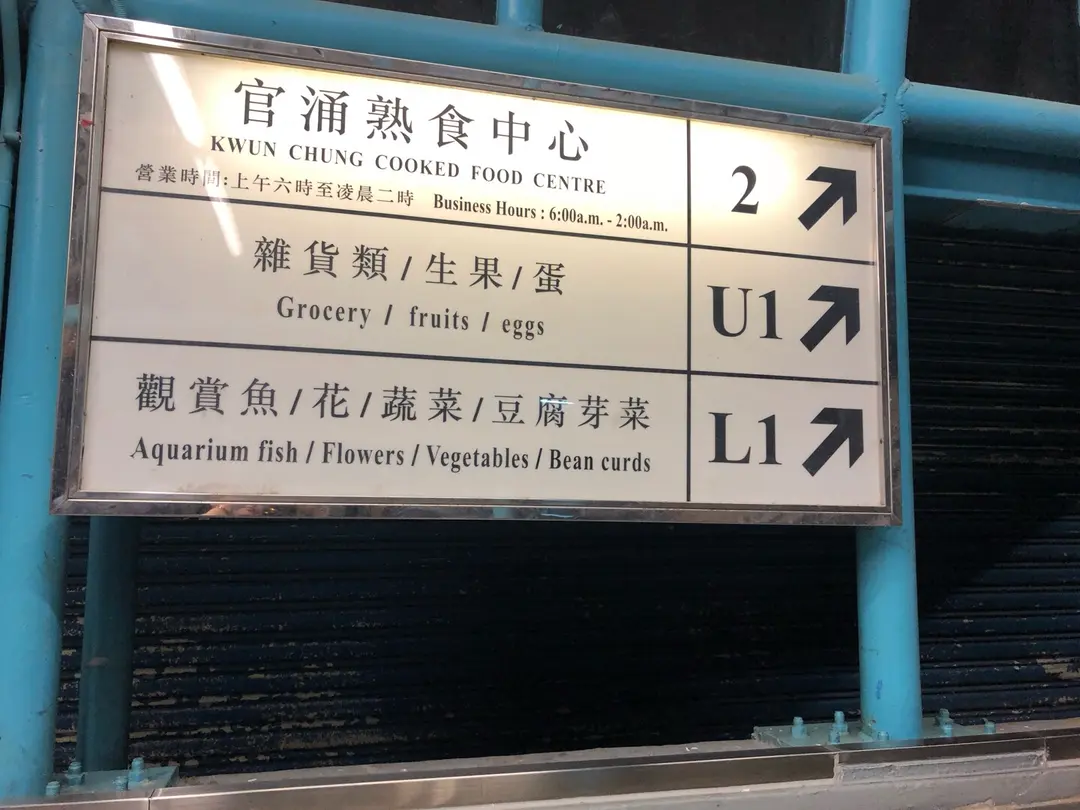 官涌熟食中心
KWUN CHUNG COOKED FOOD CENTRE
營業時間:上午六時至凌晨二時 Business Hours : 6:00a.m. - 2:00a.m.
2
雜貨類/生果/蛋
Grocery / fruits / eggs
U1
觀賞魚/花/蔬菜/豆腐芽菜
Aquarium fish / Flowers / Vegetables / Bean curds
L1